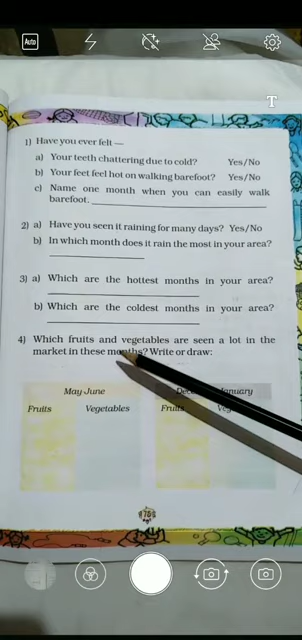 Auto
T
1) Have you ever felt —
a) Your teeth chattering due to cold? Yes/No
b) Your feet feel hot on walking barefoot? Yes/No
c) Name one month when you can easily walk
barefoot.
2) a) Have you seen it raining for many days? Yes/No
b) In which month does it rain the most in your area?
3) a) Which are the hottest months in your area?
b) Which are the coldest months in your area?
4) Which fruits and vegetables are seen a lot in the
market in these months? Write or draw:
May-June
Fruits Vegetables
Fruits